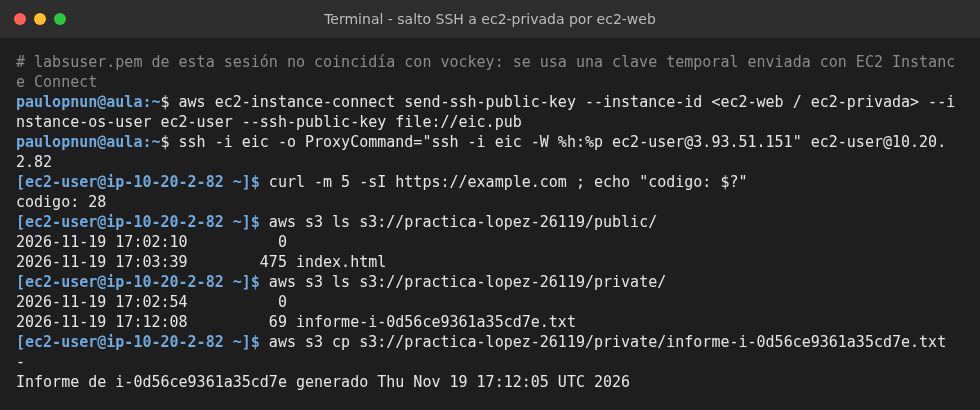 Terminal - salto SSH a ec2-privada por ec2-web
# labsuser.pem de esta sesión no coincidía con vockey: se usa una clave temporal enviada con EC2 Instanc
e Connect
paulopnun@aula:~$ aws ec2-instance-connect send-ssh-public-key --instance-id <ec2-web / ec2-privada> --i
nstance-os-user ec2-user --ssh-public-key file://eic.pub
paulopnun@aula:~$ ssh -i eic -o ProxyCommand="ssh -i eic -W %h:%p ec2-user@3.93.51.151" ec2-user@10.20.
2.82
[ec2-user@ip-10-20-2-82 ~]$ curl -m 5 -sI https://example.com ; echo "codigo: $?"
codigo: 28
[ec2-user@ip-10-20-2-82 ~]$ aws s3 ls s3://practica-lopez-26119/public/
2026-11-19 17:02:10          0
2026-11-19 17:03:39        475 index.html
[ec2-user@ip-10-20-2-82 ~]$ aws s3 ls s3://practica-lopez-26119/private/
2026-11-19 17:02:54          0
2026-11-19 17:12:08         69 informe-i-0d56ce9361a35cd7e.txt
[ec2-user@ip-10-20-2-82 ~]$ aws s3 cp s3://practica-lopez-26119/private/informe-i-0d56ce9361a35cd7e.txt
-
Informe de i-0d56ce9361a35cd7e generado Thu Nov 19 17:12:05 UTC 2026